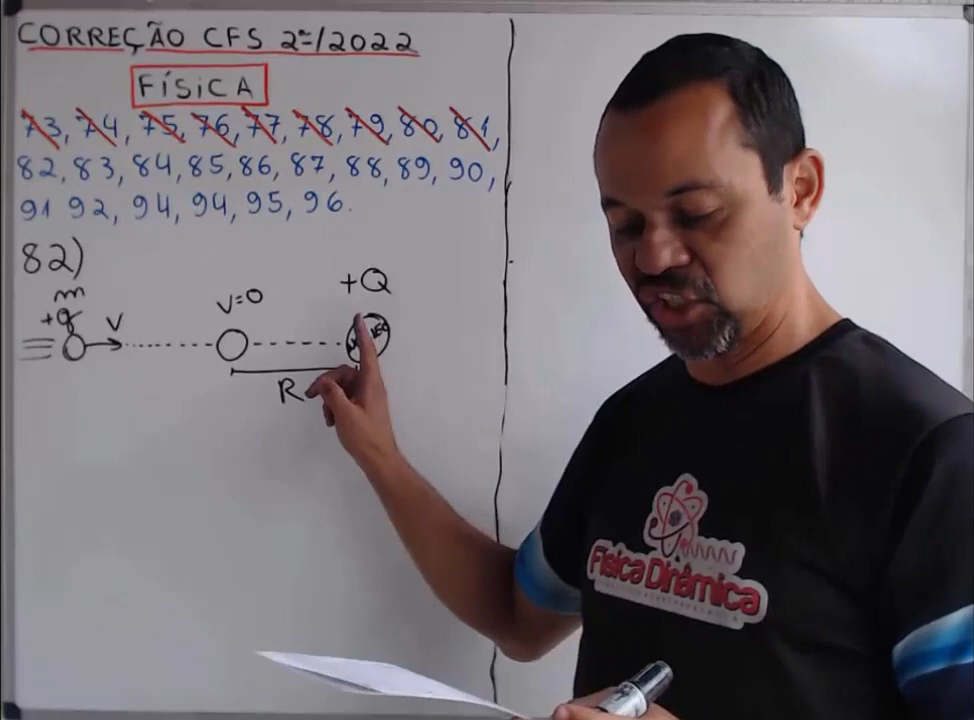 CORREÇÃO CFS 2ª/2022
FÍSICA
73, 74, 75, 76, 77, 78, 79, 80, 81,
82, 83, 84, 85, 86, 87, 88, 89, 90,
91 92, 94, 94, 95, 96.
82)
m
+q V
V=0
+Q
R
Física Dinâmica